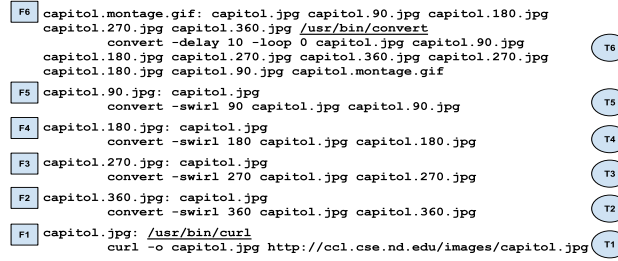 F6 capitol.montage.gif: capitol.jpg capitol.90.jpg capitol.180.jpg
capitol.270.jpg capitol.360.jpg /usr/bin/convert
convert -delay 10 -loop 0 capitol.jpg capitol.90.jpg
capitol.180.jpg capitol.270.jpg capitol.360.jpg capitol.270.jpg T6
capitol.180.jpg capitol.90.jpg capitol.montage.gif
F5 capitol.90.jpg: capitol.jpg
convert -swirl 90 capitol.jpg capitol.90.jpg T5
F4 capitol.180.jpg: capitol.jpg
convert -swirl 180 capitol.jpg capitol.180.jpg T4
F3 capitol.270.jpg: capitol.jpg
convert -swirl 270 capitol.jpg capitol.270.jpg T3
F2 capitol.360.jpg: capitol.jpg
convert -swirl 360 capitol.jpg capitol.360.jpg T2
F1 capitol.jpg: /usr/bin/curl
curl -o capitol.jpg http://ccl.cse.nd.edu/images/capitol.jpg T1